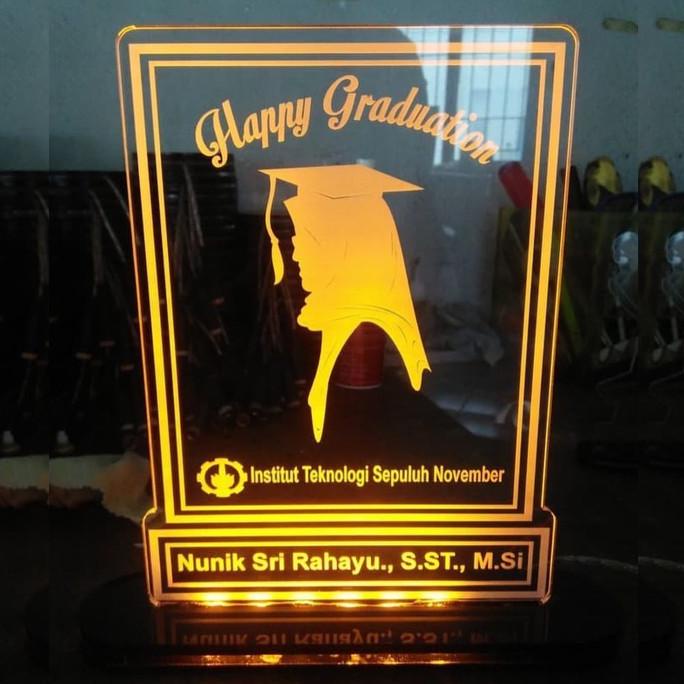 Happy Graduation
Institut Teknologi Sepuluh November
Nunik Sri Rahayu., S.ST., M.Si